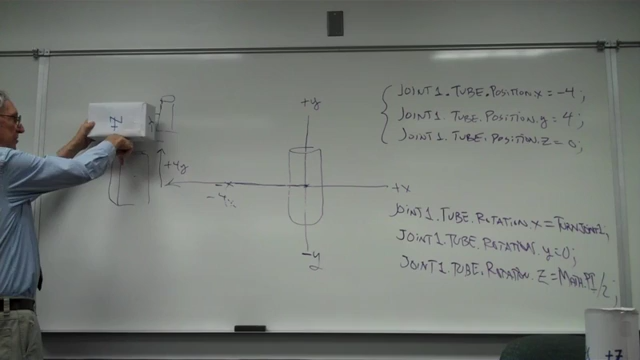 +y
JOINT1.TUBE.POSITION.X = -4;
JOINT1.TUBE.POSITION.y = 4;
JOINT1.TUBE.POSITION.Z = 0;
+Z
+4y
-4x
+X
-y
JOINT1.TUBE.ROTATION.X = TURNJOINT1;
JOINT1.TUBE.ROTATION.y = 0;
JOINT1.TUBE.ROTATION.Z = MATH.PI/2;
+Z